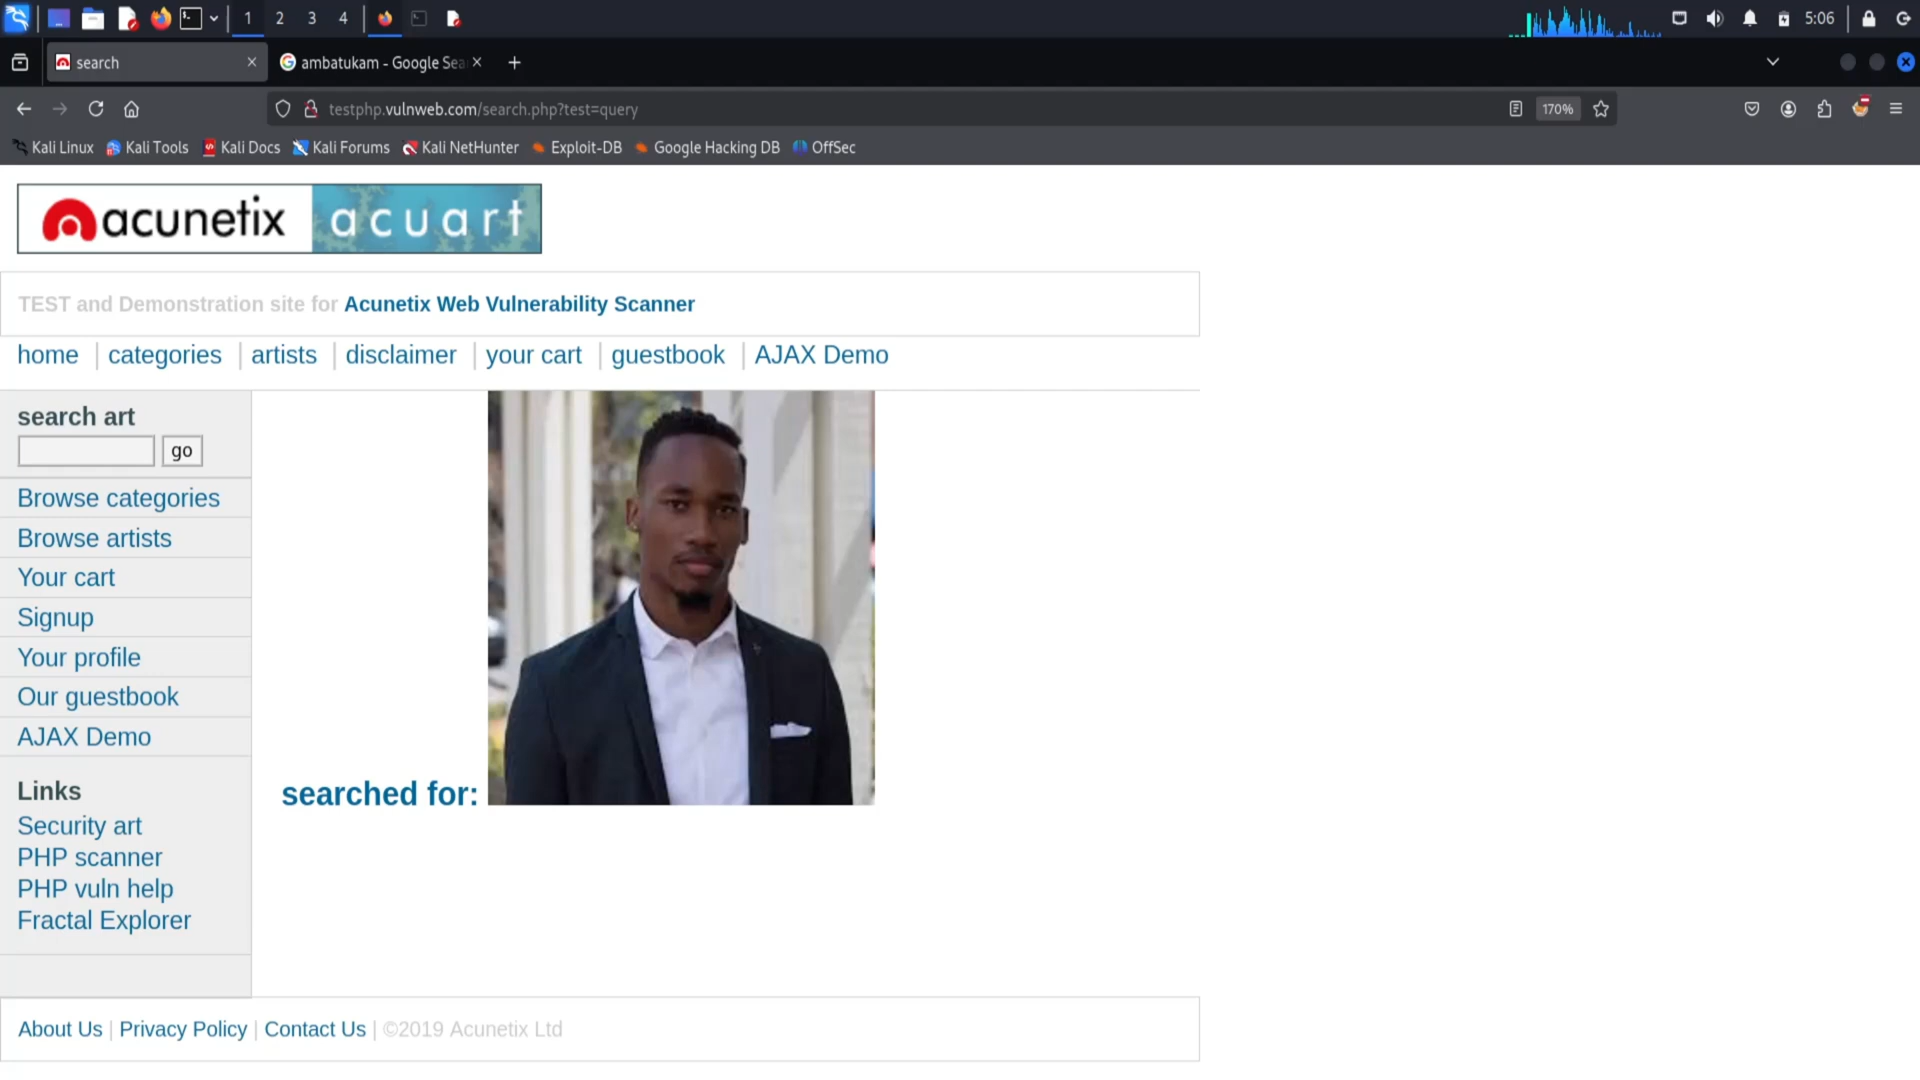 1 2 3 4 5:06
search ambatukam - Google Sea
testphp.vulnweb.com/search.php?test=query 170%
Kali Linux Kali Tools Kali Docs Kali Forums Kali NetHunter Exploit-DB Google Hacking DB OffSec
acunetix acuart
TEST and Demonstration site for Acunetix Web Vulnerability Scanner
home | categories | artists | disclaimer | your cart | guestbook | AJAX Demo
search art
go
Browse categories
Browse artists
Your cart
Signup
Your profile
Our guestbook
AJAX Demo
Links
Security art
PHP scanner
PHP vuln help
Fractal Explorer
searched for:
About Us | Privacy Policy | Contact Us | ©2019 Acunetix Ltd